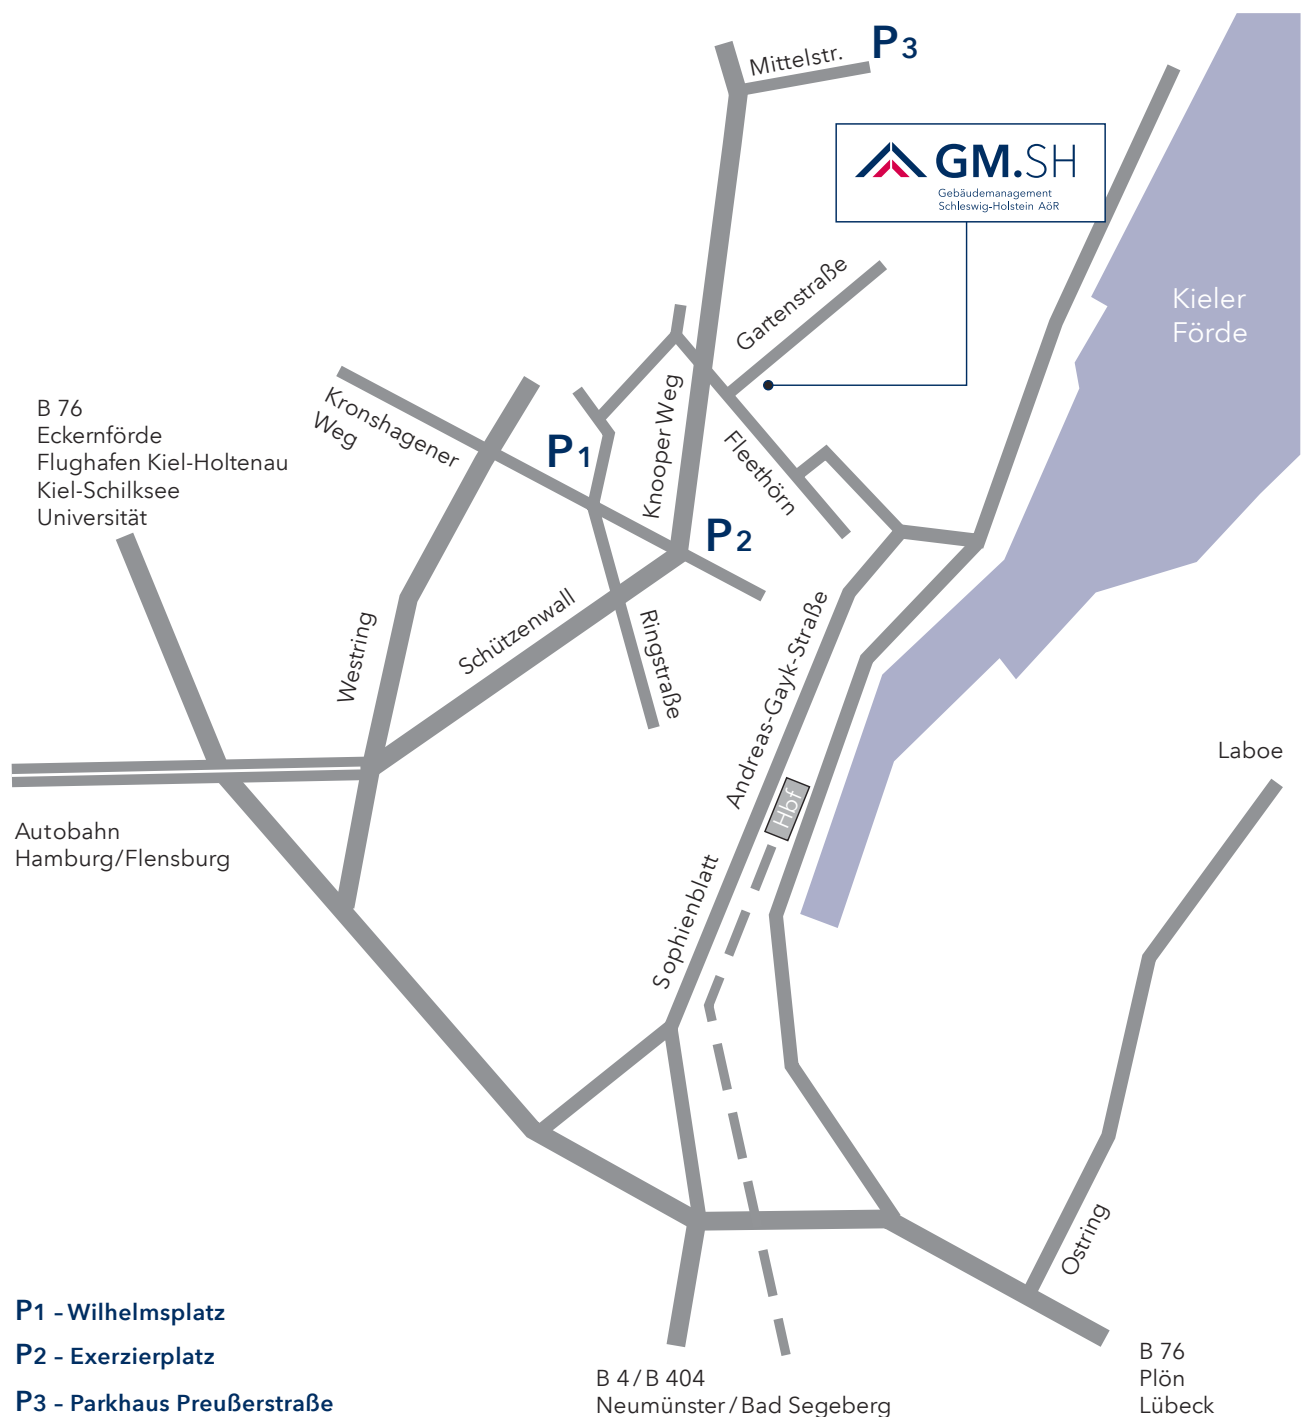 P3
Mittelstr.
GM.SH
Gebäudemanagement
Schleswig-Holstein AöR
Kieler
Förde
Gartenstraße
Kronshagener
Weg
B 76
Eckernförde
Flughafen Kiel-Holtenau
Kiel-Schilksee
Universität
P1
Knooper Weg
Fleethörn
P2
Schützenwall
Ringstraße
Westring
Andreas-Gayk-Straße
Laboe
Hbf
Autobahn
Hamburg/Flensburg
Sophienblatt
Ostring
P1 – Wilhelmsplatz
P2 – Exerzierplatz
P3 – Parkhaus Preußerstraße
B 4 / B 404
Neumünster / Bad Segeberg
B 76
Plön
Lübeck